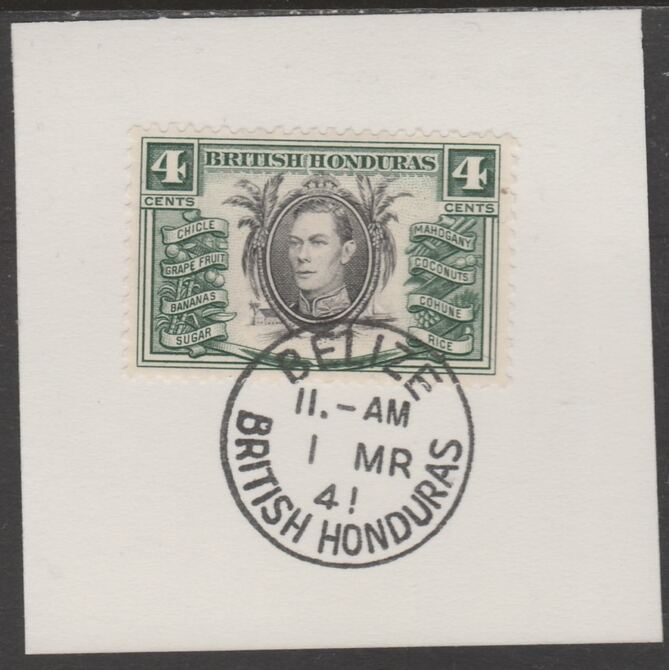 4 BRITISH HONDURAS 4
CENTS CENTS
CHICLE MAHOGANY
GRAPE FRUIT COCONUTS
BANANAS COHUNE
SUGAR RICE
BELIZE
11.-AM
1 MR
41
BRITISH HONDURAS